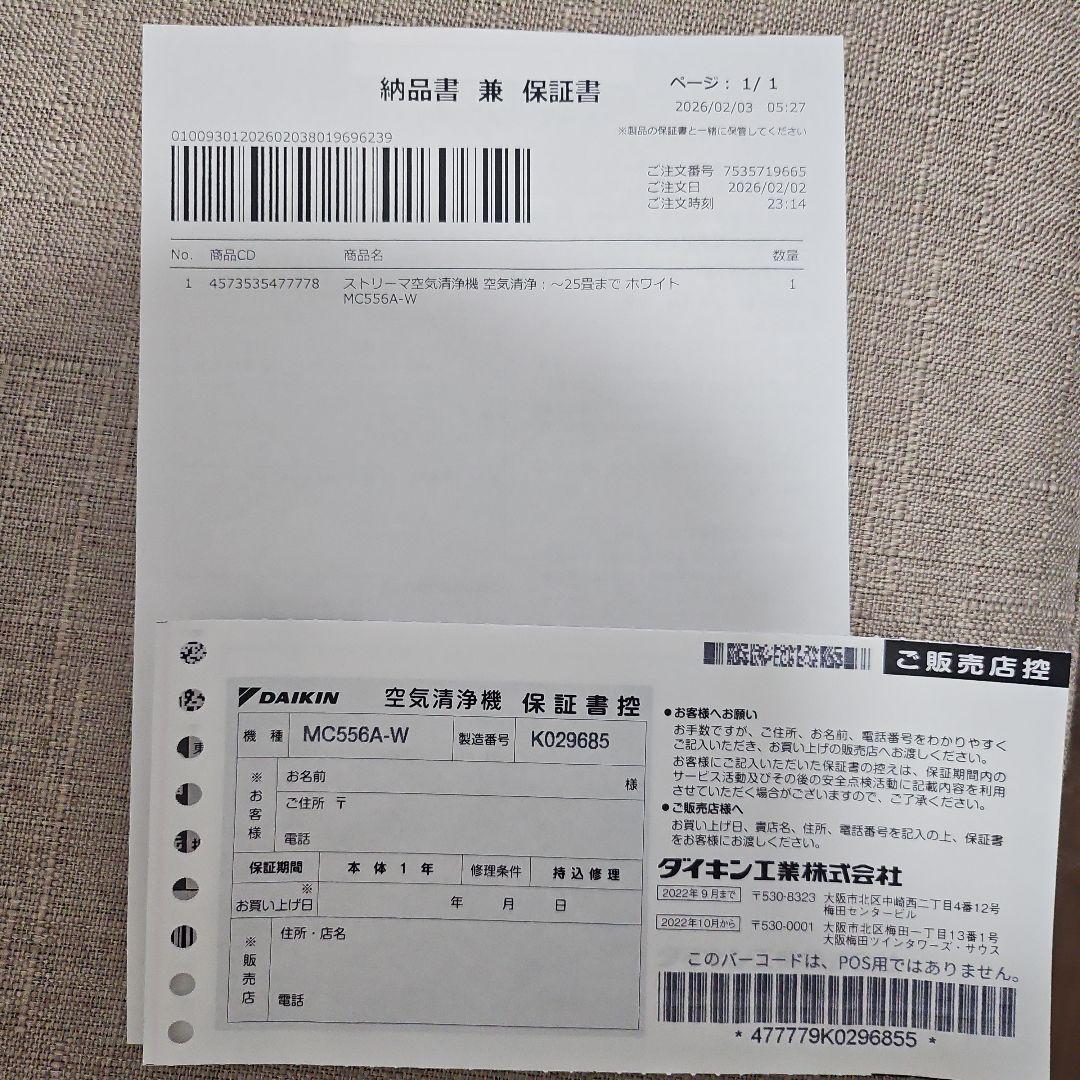 納品書 兼 保証書
ページ： 1/ 1
2026/02/03 05:27
※製品の保証書と一緒に保管してください
01009301202602038019696239
ご注文番号 7535719665
ご注文日 2026/02/02
ご注文時刻 23:14
No. 商品CD 商品名 数量
1 4573535477778 ストリーマ空気清浄機 空気清浄：～25畳まで ホワイト 1
MC556A-W
ご販売店控
DAIKIN 空気清浄機 保証書控
機種 MC556A-W 製造番号 K029685
※お客様
お名前 様
ご住所 〒
電話
保証期間 本体1年 修理条件 持込修理
※お買い上げ日 年 月 日
※販売店
住所・店名
電話
●お客様へお願い
お手数ですが、ご住所、お名前、電話番号をわかりやすく
ご記入いただき、お買い上げの販売店へお渡しください。
お客様にご記入いただいた保証書の控えは、保証期間内の
サービス活動及びその後の安全点検活動に記載内容を利用
させていただく場合がございますので、ご了承ください。
●ご販売店様へ
お買い上げ日、貴店名、住所、電話番号を記入の上、保証書
をお客様にお渡しください。
ダイキン工業株式会社
2022年9月まで 〒530-8323 大阪市北区中崎西二丁目4番12号
梅田センタービル
2022年10月から 〒530-0001 大阪市北区梅田一丁目13番1号
大阪梅田ツインタワーズ・サウス
このバーコードは、POS用ではありません。
* 477779K0296855 *